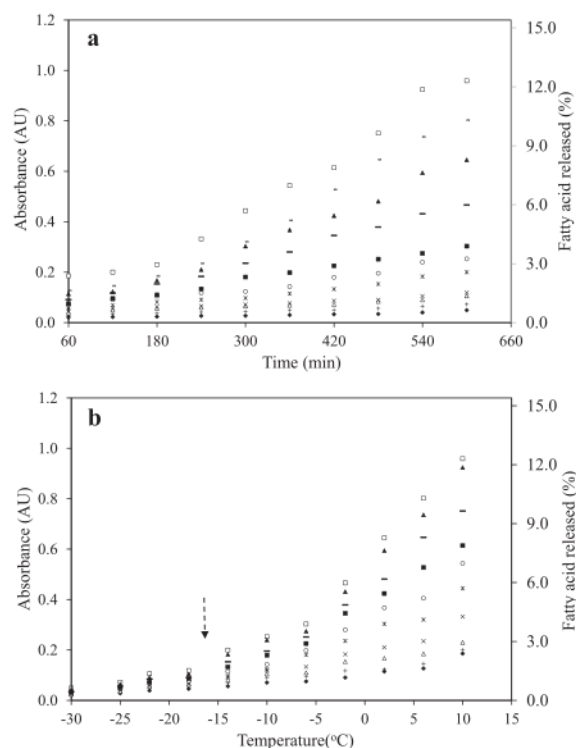 a
1.2
1.0
0.8
0.6
0.4
0.2
0.0
Absorbance (AU)
15.0
12.0
9.0
6.0
3.0
0.0
Fatty acid released (%)
60 180 300 420 540 660
Time (min)
b
1.2
1.0
0.8
0.6
0.4
0.2
0.0
Absorbance (AU)
15.0
12.0
9.0
6.0
3.0
0.0
Fatty acid released (%)
-30 -25 -20 -15 -10 -5 0 5 10 15
Temperature(°C)